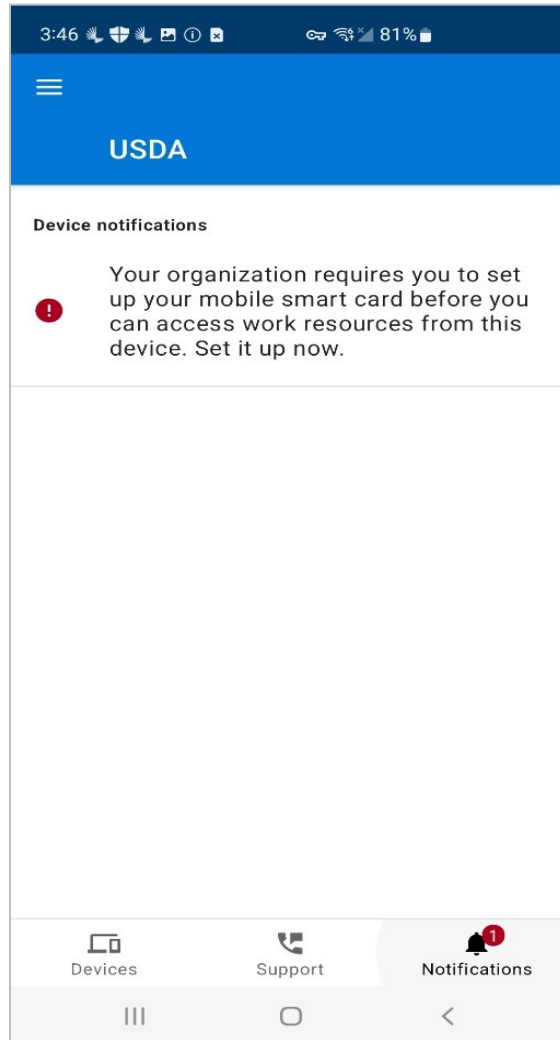 3:46 81%
USDA
Device notifications
Your organization requires you to set
up your mobile smart card before you
can access work resources from this
device. Set it up now.
1
Devices Support Notifications